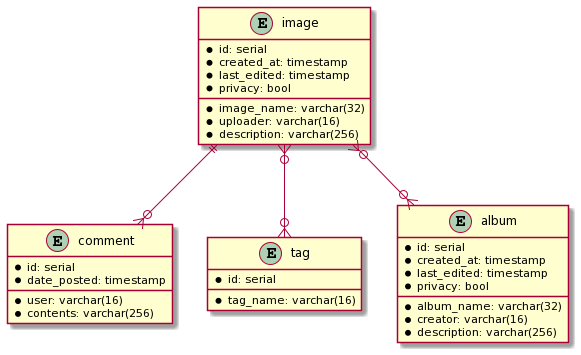 E image
id: serial
created_at: timestamp
last_edited: timestamp
privacy: bool
image_name: varchar(32)
uploader: varchar(16)
description: varchar(256)
E comment
id: serial
date_posted: timestamp
user: varchar(16)
contents: varchar(256)
E tag
id: serial
tag_name: varchar(16)
E album
id: serial
created_at: timestamp
last_edited: timestamp
privacy: bool
album_name: varchar(32)
creator: varchar(16)
description: varchar(256)